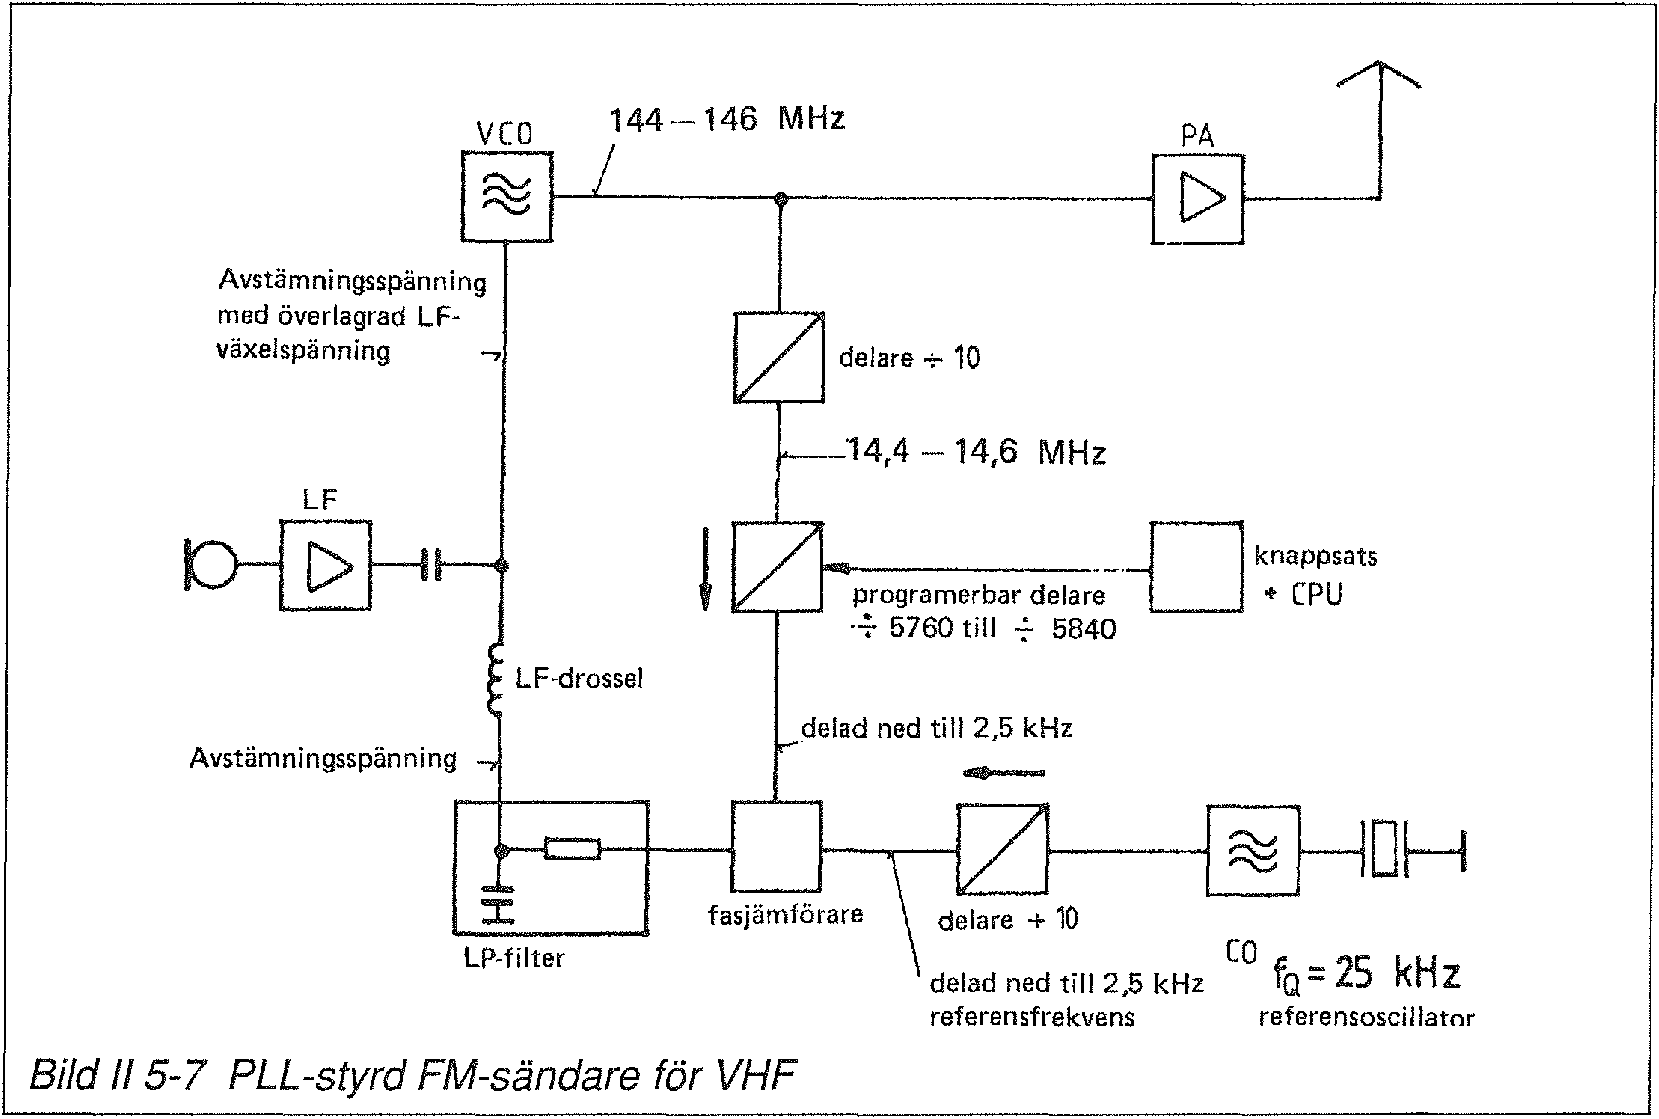 VCO
144 – 146 MHz
PA
Avstämningsspänning
med överlagrad LF-
växelspänning
delare ÷ 10
14,4 – 14,6 MHz
LF
knappsats
+ CPU
programerbar delare
÷ 5760 till ÷ 5840
LF-drossel
delad ned till 2,5 kHz
Avstämningsspänning
fasjämförare
delare ÷ 10
LP-filter
CO fQ = 25 kHz
referensoscillator
delad ned till 2,5 kHz
referensfrekvens
Bild II 5-7 PLL-styrd FM-sändare för VHF